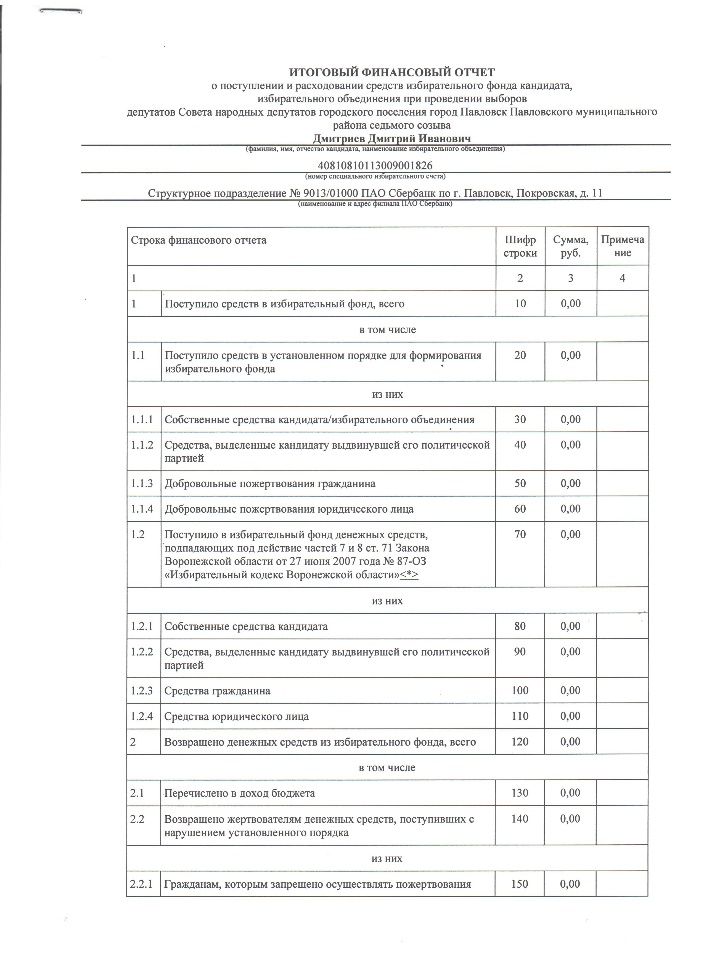 ИТОГОВЫЙ ФИНАНСОВЫЙ ОТЧЕТ
о поступлении и расходовании средств избирательного фонда кандидата,
избирательного объединения при проведении выборов
депутатов Совета народных депутатов городского поселения город Павловск Павловского муниципального
района седьмого созыва
Дмитриев Дмитрий Иванович
(фамилия, имя, отчество кандидата, наименование избирательного объединения)
40810810113009001826
(номер специального избирательного счета)
Структурное подразделение № 9013/01000 ПАО Сбербанк по г. Павловск, Покровская, д. 11
(наименование и адрес филиала ПАО Сбербанк)
Строка финансового отчета Шифр строки Сумма, руб. Примеча ние
1 2 3 4
1 Поступило средств в избирательный фонд, всего 10 0,00
в том числе
1.1 Поступило средств в установленном порядке для формирования 20 0,00
избирательного фонда
из них
1.1.1 Собственные средства кандидата/избирательного объединения 30 0,00
1.1.2 Средства, выделенные кандидату выдвинувшей его политической 40 0,00
партией
1.1.3 Добровольные пожертвования гражданина 50 0,00
1.1.4 Добровольные пожертвования юридического лица 60 0,00
1.2 Поступило в избирательный фонд денежных средств, 70 0,00
подпадающих под действие частей 7 и 8 ст. 71 Закона
Воронежской области от 27 июня 2007 года № 87-ОЗ
«Избирательный кодекс Воронежской области»<*>
из них
1.2.1 Собственные средства кандидата 80 0,00
1.2.2 Средства, выделенные кандидату выдвинувшей его политической 90 0,00
партией
1.2.3 Средства гражданина 100 0,00
1.2.4 Средства юридического лица 110 0,00
2 Возвращено денежных средств из избирательного фонда, всего 120 0,00
в том числе
2.1 Перечислено в доход бюджета 130 0,00
2.2 Возвращено жертвователям денежных средств, поступивших с 140 0,00
нарушением установленного порядка
из них
2.2.1 Гражданам, которым запрещено осуществлять пожертвования 150 0,00